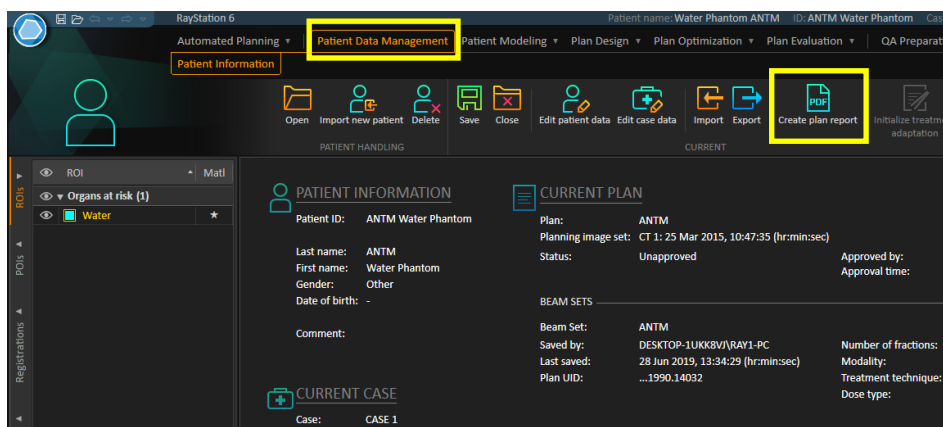 RayStation 6
Patient name: Water Phantom ANTM ID: ANTM Water Phantom Cas
Automated Planning Patient Data Management Patient Modeling Plan Design Plan Optimization Plan Evaluation QA Preparati
Patient Information
PDF
Open Import new patient Delete Save Close Edit patient data Edit case data Import Export Create plan report Initialize treatme
adaptation
PATIENT HANDLING CURRENT
ROI Matl
Organs at risk (1)
Water
ROIs
POIs
Registrations
PATIENT INFORMATION
Patient ID: ANTM Water Phantom
Last name: ANTM
First name: Water Phantom
Gender: Other
Date of birth: -
Comment:
CURRENT CASE
Case: CASE 1
CURRENT PLAN
Plan: ANTM
Planning image set: CT 1: 25 Mar 2015, 10:47:35 (hr:min:sec)
Status: Unapproved Approved by:
Approval time:
BEAM SETS
Beam Set: ANTM
Saved by: DESKTOP-1UKK8VJ\RAY1-PC Number of fractions:
Last saved: 28 Jun 2019, 13:34:29 (hr:min:sec) Modality:
Plan UID: ...1990.14032 Treatment technique:
Dose type: